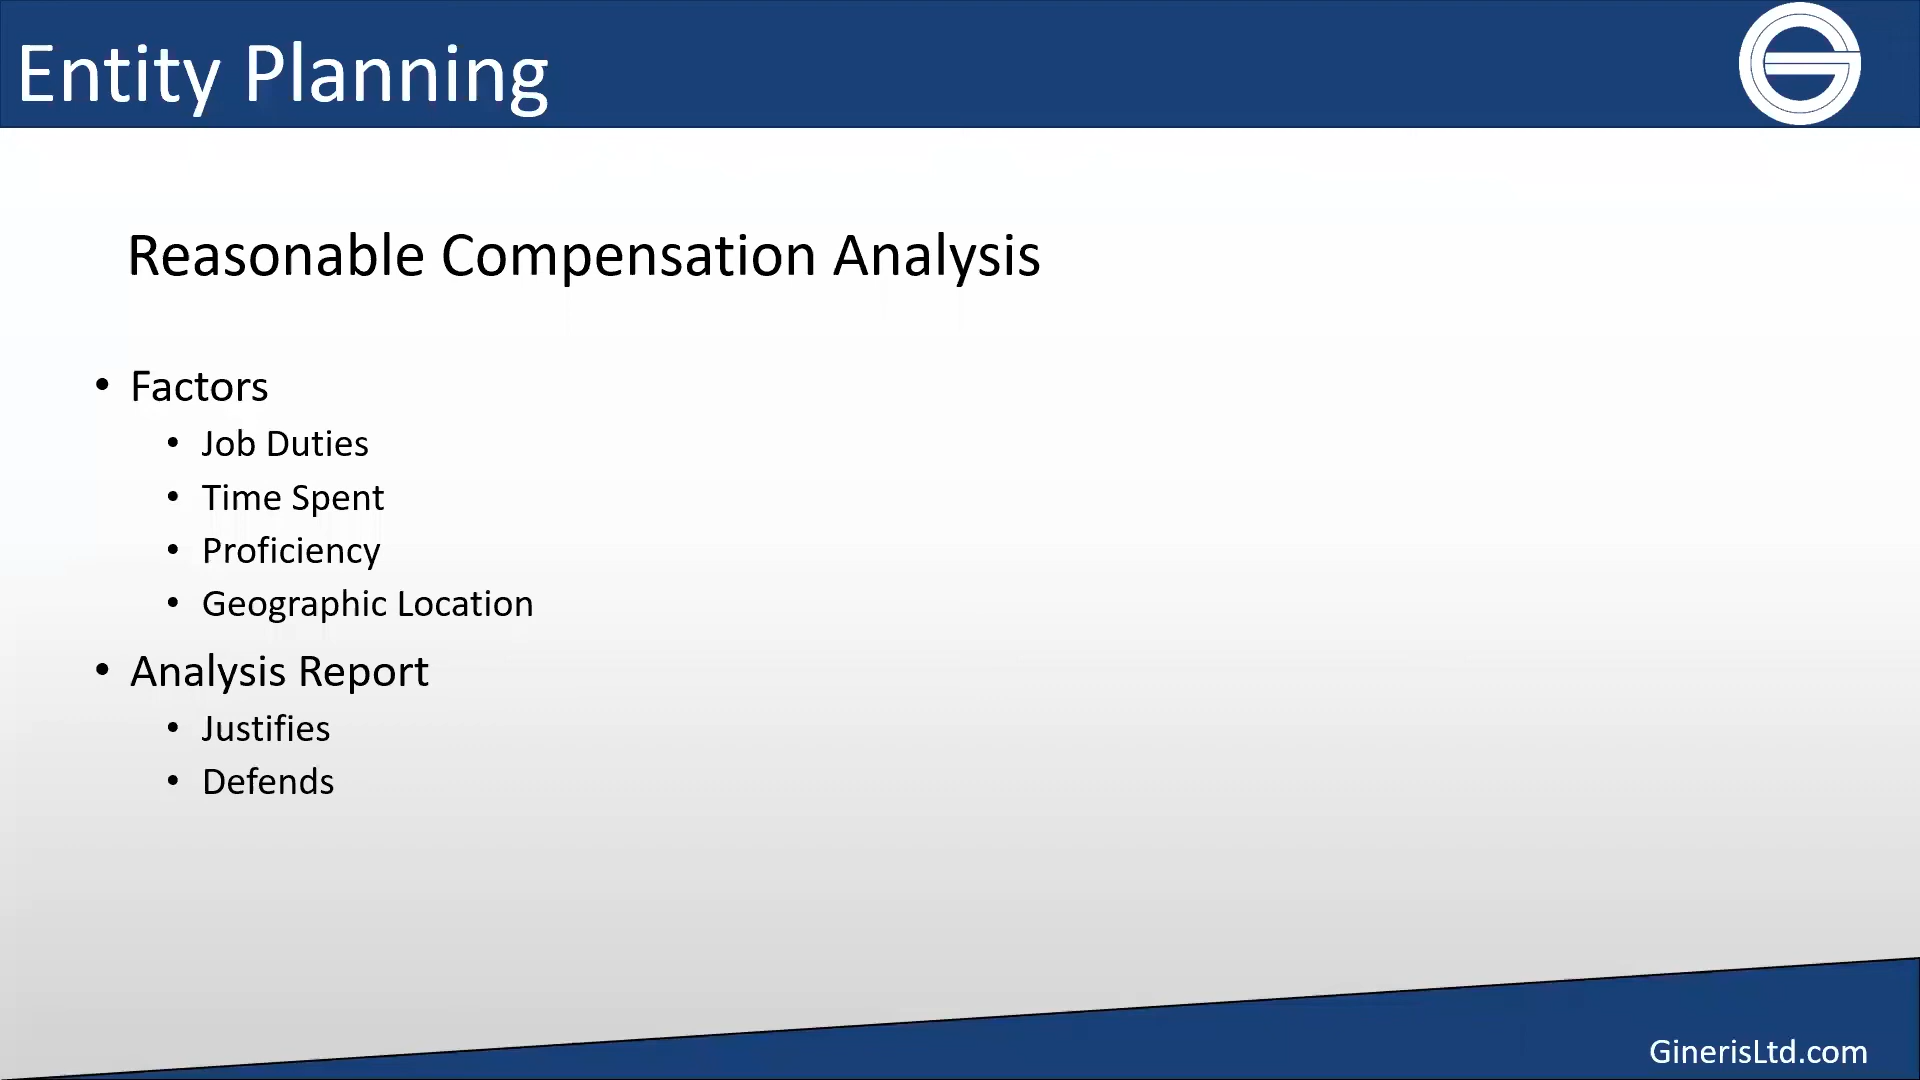 Entity Planning
Reasonable Compensation Analysis
• Factors
• Job Duties
• Time Spent
• Proficiency
• Geographic Location
• Analysis Report
• Justifies
• Defends
GinerisLtd.com